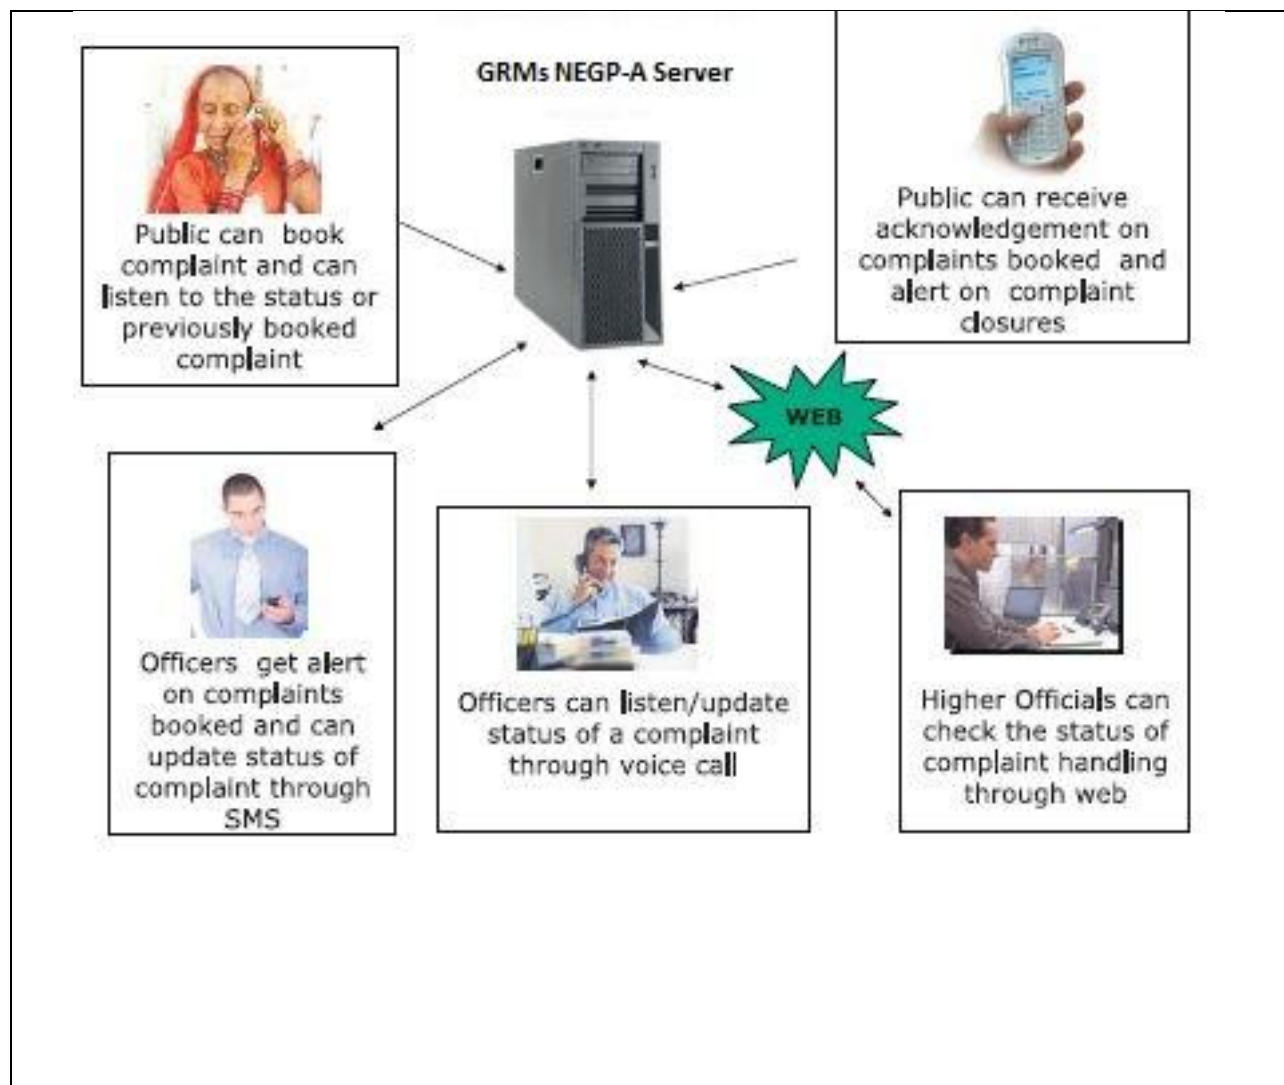 GRMs NEGP-A Server
Public can book
complaint and can
listen to the status or
previously booked
complaint
Public can receive
acknowledgement on
complaints booked and
alert on complaint
closures
WEB
Officers get alert
on complaints
booked and can
update status of
complaint through
SMS
Officers can listen/update
status of a complaint
through voice call
Higher Officials can
check the status of
complaint handling
through web